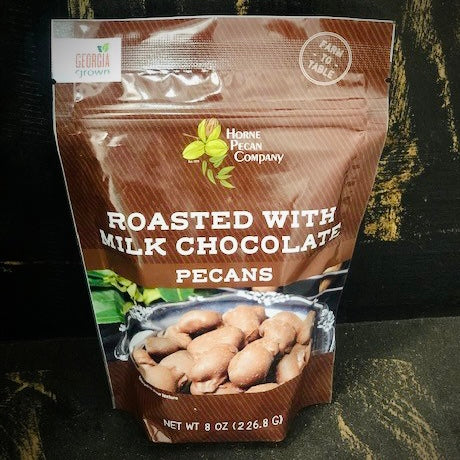 GEORGIA
grown
FARM
TO
TABLE
HORNE
PECAN
COMPANY
ROASTED WITH
MILK CHOCOLATE
PECANS
NET WT 8 OZ (226.8 G)